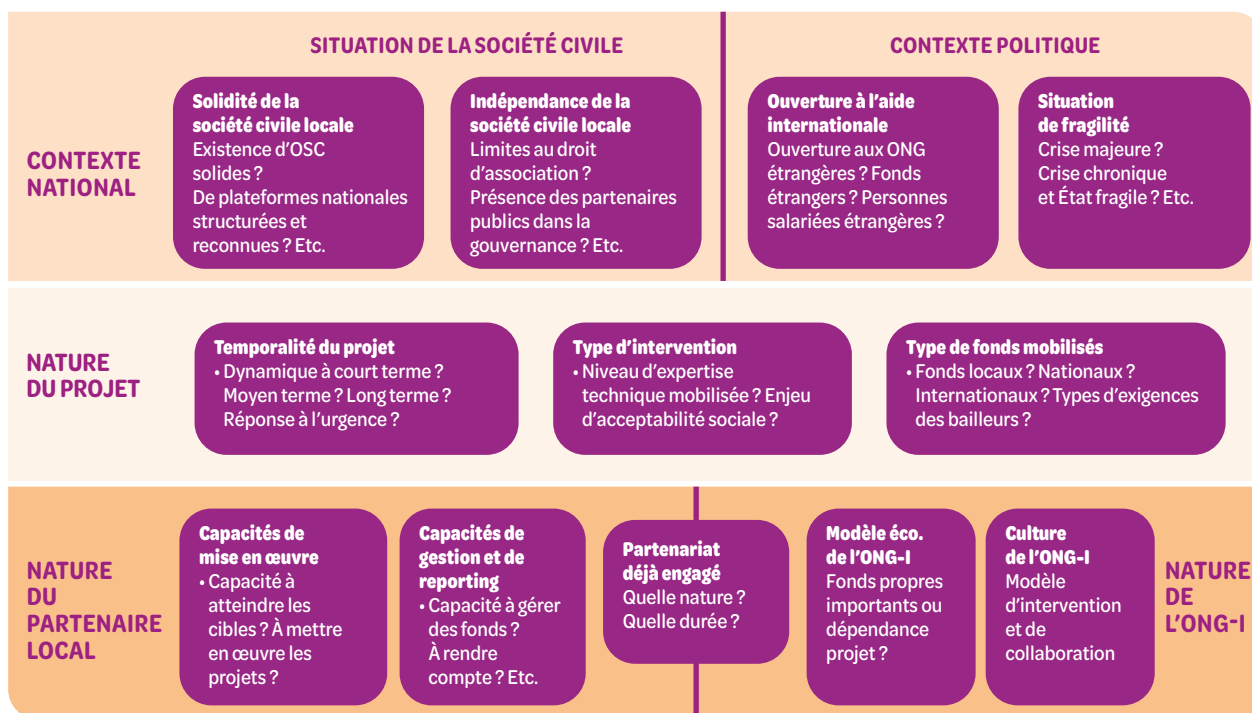 SITUATION DE LA SOCIÉTÉ CIVILE
CONTEXTE POLITIQUE
CONTEXTE
NATIONAL
Solidité de la
société civile locale
Existence d'OSC
solides ?
De plateformes nationales
structurées et
reconnues ? Etc.
Indépendance de la
société civile locale
Limites au droit
d'association ?
Présence des partenaires
publics dans la
gouvernance ? Etc.
Ouverture à l'aide
internationale
Ouverture aux ONG
étrangères ? Fonds
étrangers ? Personnes
salariées étrangères ?
Situation
de fragilité
Crise majeure ?
Crise chronique
et État fragile ? Etc.
NATURE
DU PROJET
Temporalité du projet
• Dynamique à court terme ?
Moyen terme ? Long terme ?
Réponse à l'urgence ?
Type d'intervention
• Niveau d'expertise
technique mobilisée ? Enjeu
d'acceptabilité sociale ?
Type de fonds mobilisés
• Fonds locaux ? Nationaux ?
Internationaux ? Types d'exigences
des bailleurs ?
NATURE
DU
PARTENAIRE
LOCAL
Capacités de
mise en œuvre
• Capacité à
atteindre les
cibles ? À mettre
en œuvre les
projets ?
Capacités de
gestion et de
reporting
• Capacité à gérer
des fonds ?
À rendre
compte ? Etc.
Partenariat
déjà engagé
Quelle nature ?
Quelle durée ?
Modèle éco.
de l'ONG-I
Fonds propres
importants ou
dépendance
projet ?
Culture
de l'ONG-I
Modèle
d'intervention
et de
collaboration
NATURE
DE
L'ONG-I